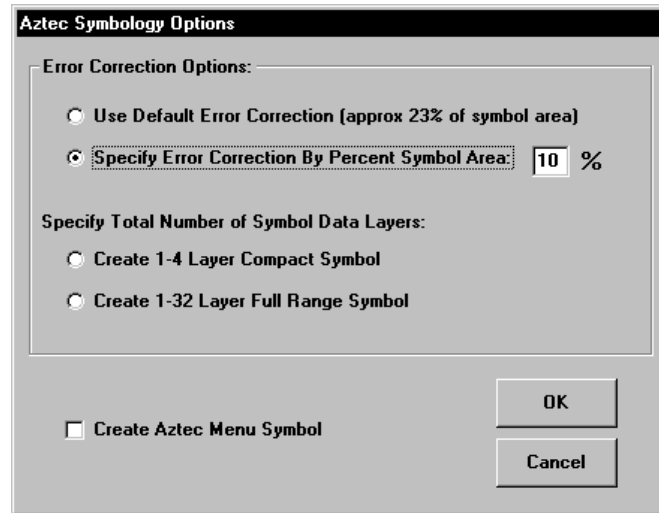 Aztec Symbology Options
Error Correction Options:
Use Default Error Correction (approx 23% of symbol area)
Specify Error Correction By Percent Symbol Area: 10 %
Specify Total Number of Symbol Data Layers:
Create 1-4 Layer Compact Symbol
Create 1-32 Layer Full Range Symbol
OK
Create Aztec Menu Symbol
Cancel